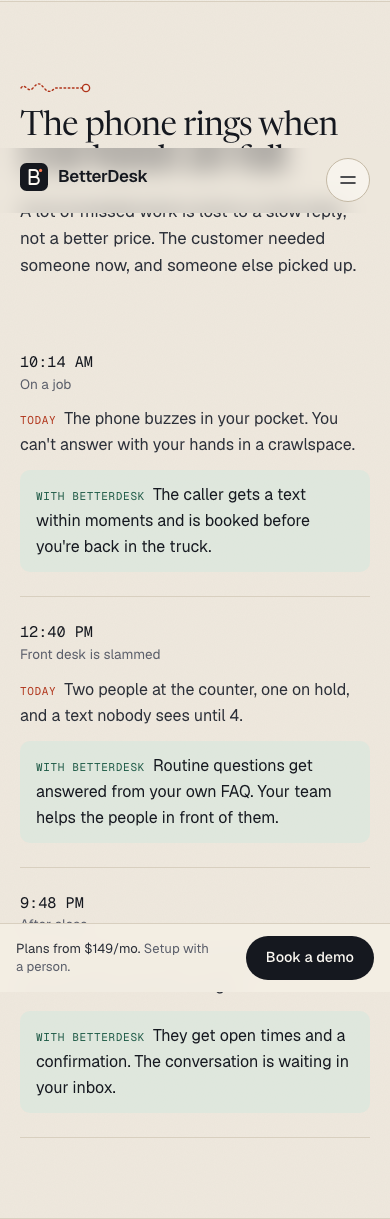 The phone rings when
BetterDesk
A lot of missed work is lost to a slow reply,
not a better price. The customer needed
someone now, and someone else picked up.
10:14 AM
On a job
TODAY The phone buzzes in your pocket. You
can't answer with your hands in a crawlspace.
WITH BETTERDESK The caller gets a text
within moments and is booked before
you're back in the truck.
12:40 PM
Front desk is slammed
TODAY Two people at the counter, one on hold,
and a text nobody sees until 4.
WITH BETTERDESK Routine questions get
answered from your own FAQ. Your team
helps the people in front of them.
9:48 PM
After close
Plans from $149/mo. Setup with
a person.
Book a demo
WITH BETTERDESK They get open times and a
confirmation. The conversation is waiting in
your inbox.